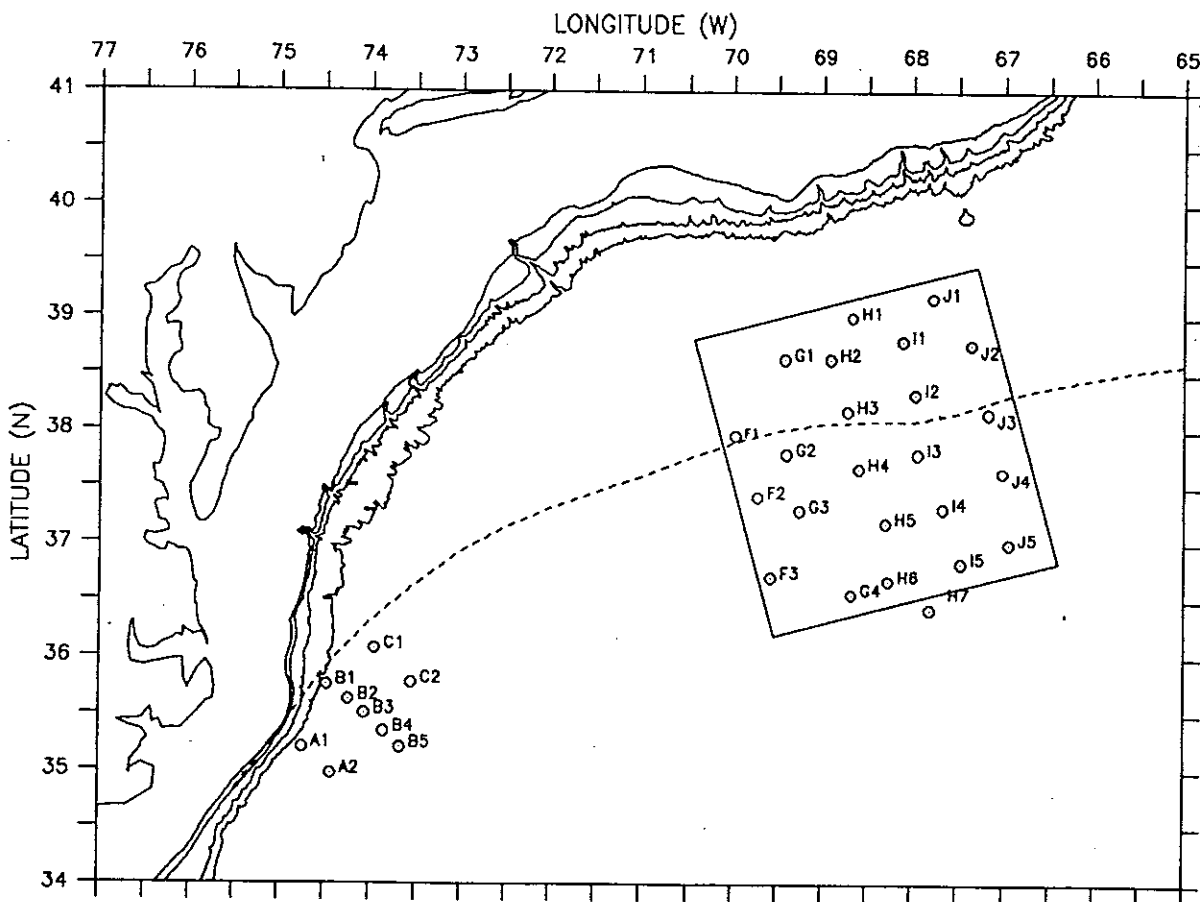 LONGITUDE (W)
77 76 75 74 73 72 71 70 69 68 67 66 65
41
40
39
38
37
36
35
34
LATITUDE (N)
J1
H1
I1
G1 H2 J2
I2
H3 J3
F1
G2 I3
H4 J4
F2 G3 I4
H5 J5
F3 I5
H6
G4 H7
C1
B1 C2
B2
B3
B4
A1 B5
A2